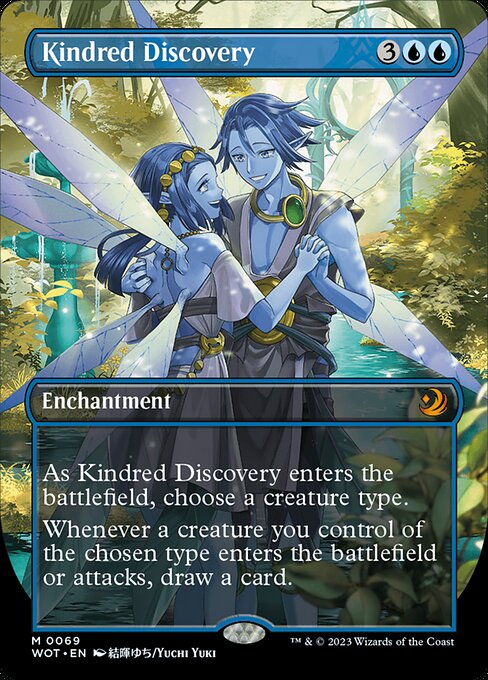 Kindred Discovery 3
Enchantment
As Kindred Discovery enters the
battlefield, choose a creature type.
Whenever a creature you control of
the chosen type enters the battlefield
or attacks, draw a card.
M 0069
WOT • EN 結暉ゆち/Yuchi Yuki
™ & © 2023 Wizards of the Coast